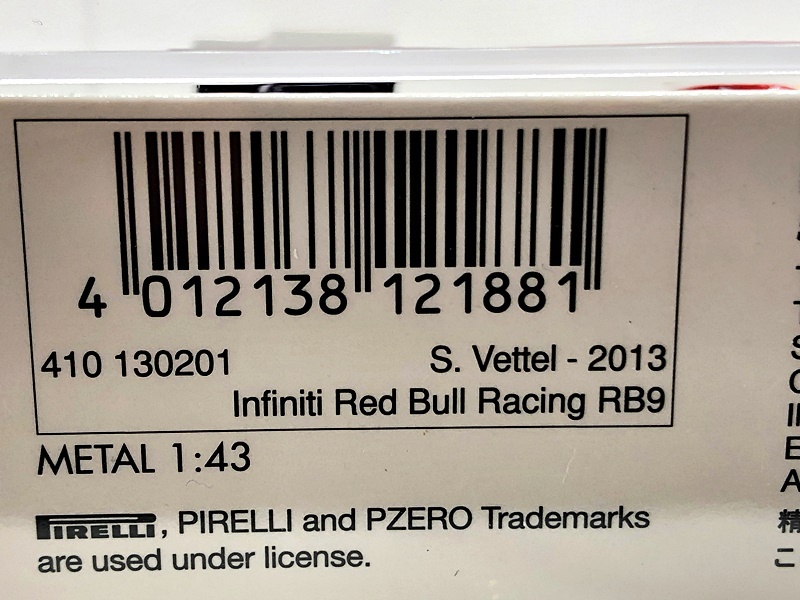 4 012138 121881
410 130201 S. Vettel - 2013
Infiniti Red Bull Racing RB9
METAL 1:43
PIRELLI, PIRELLI and PZERO Trademarks
are used under license.